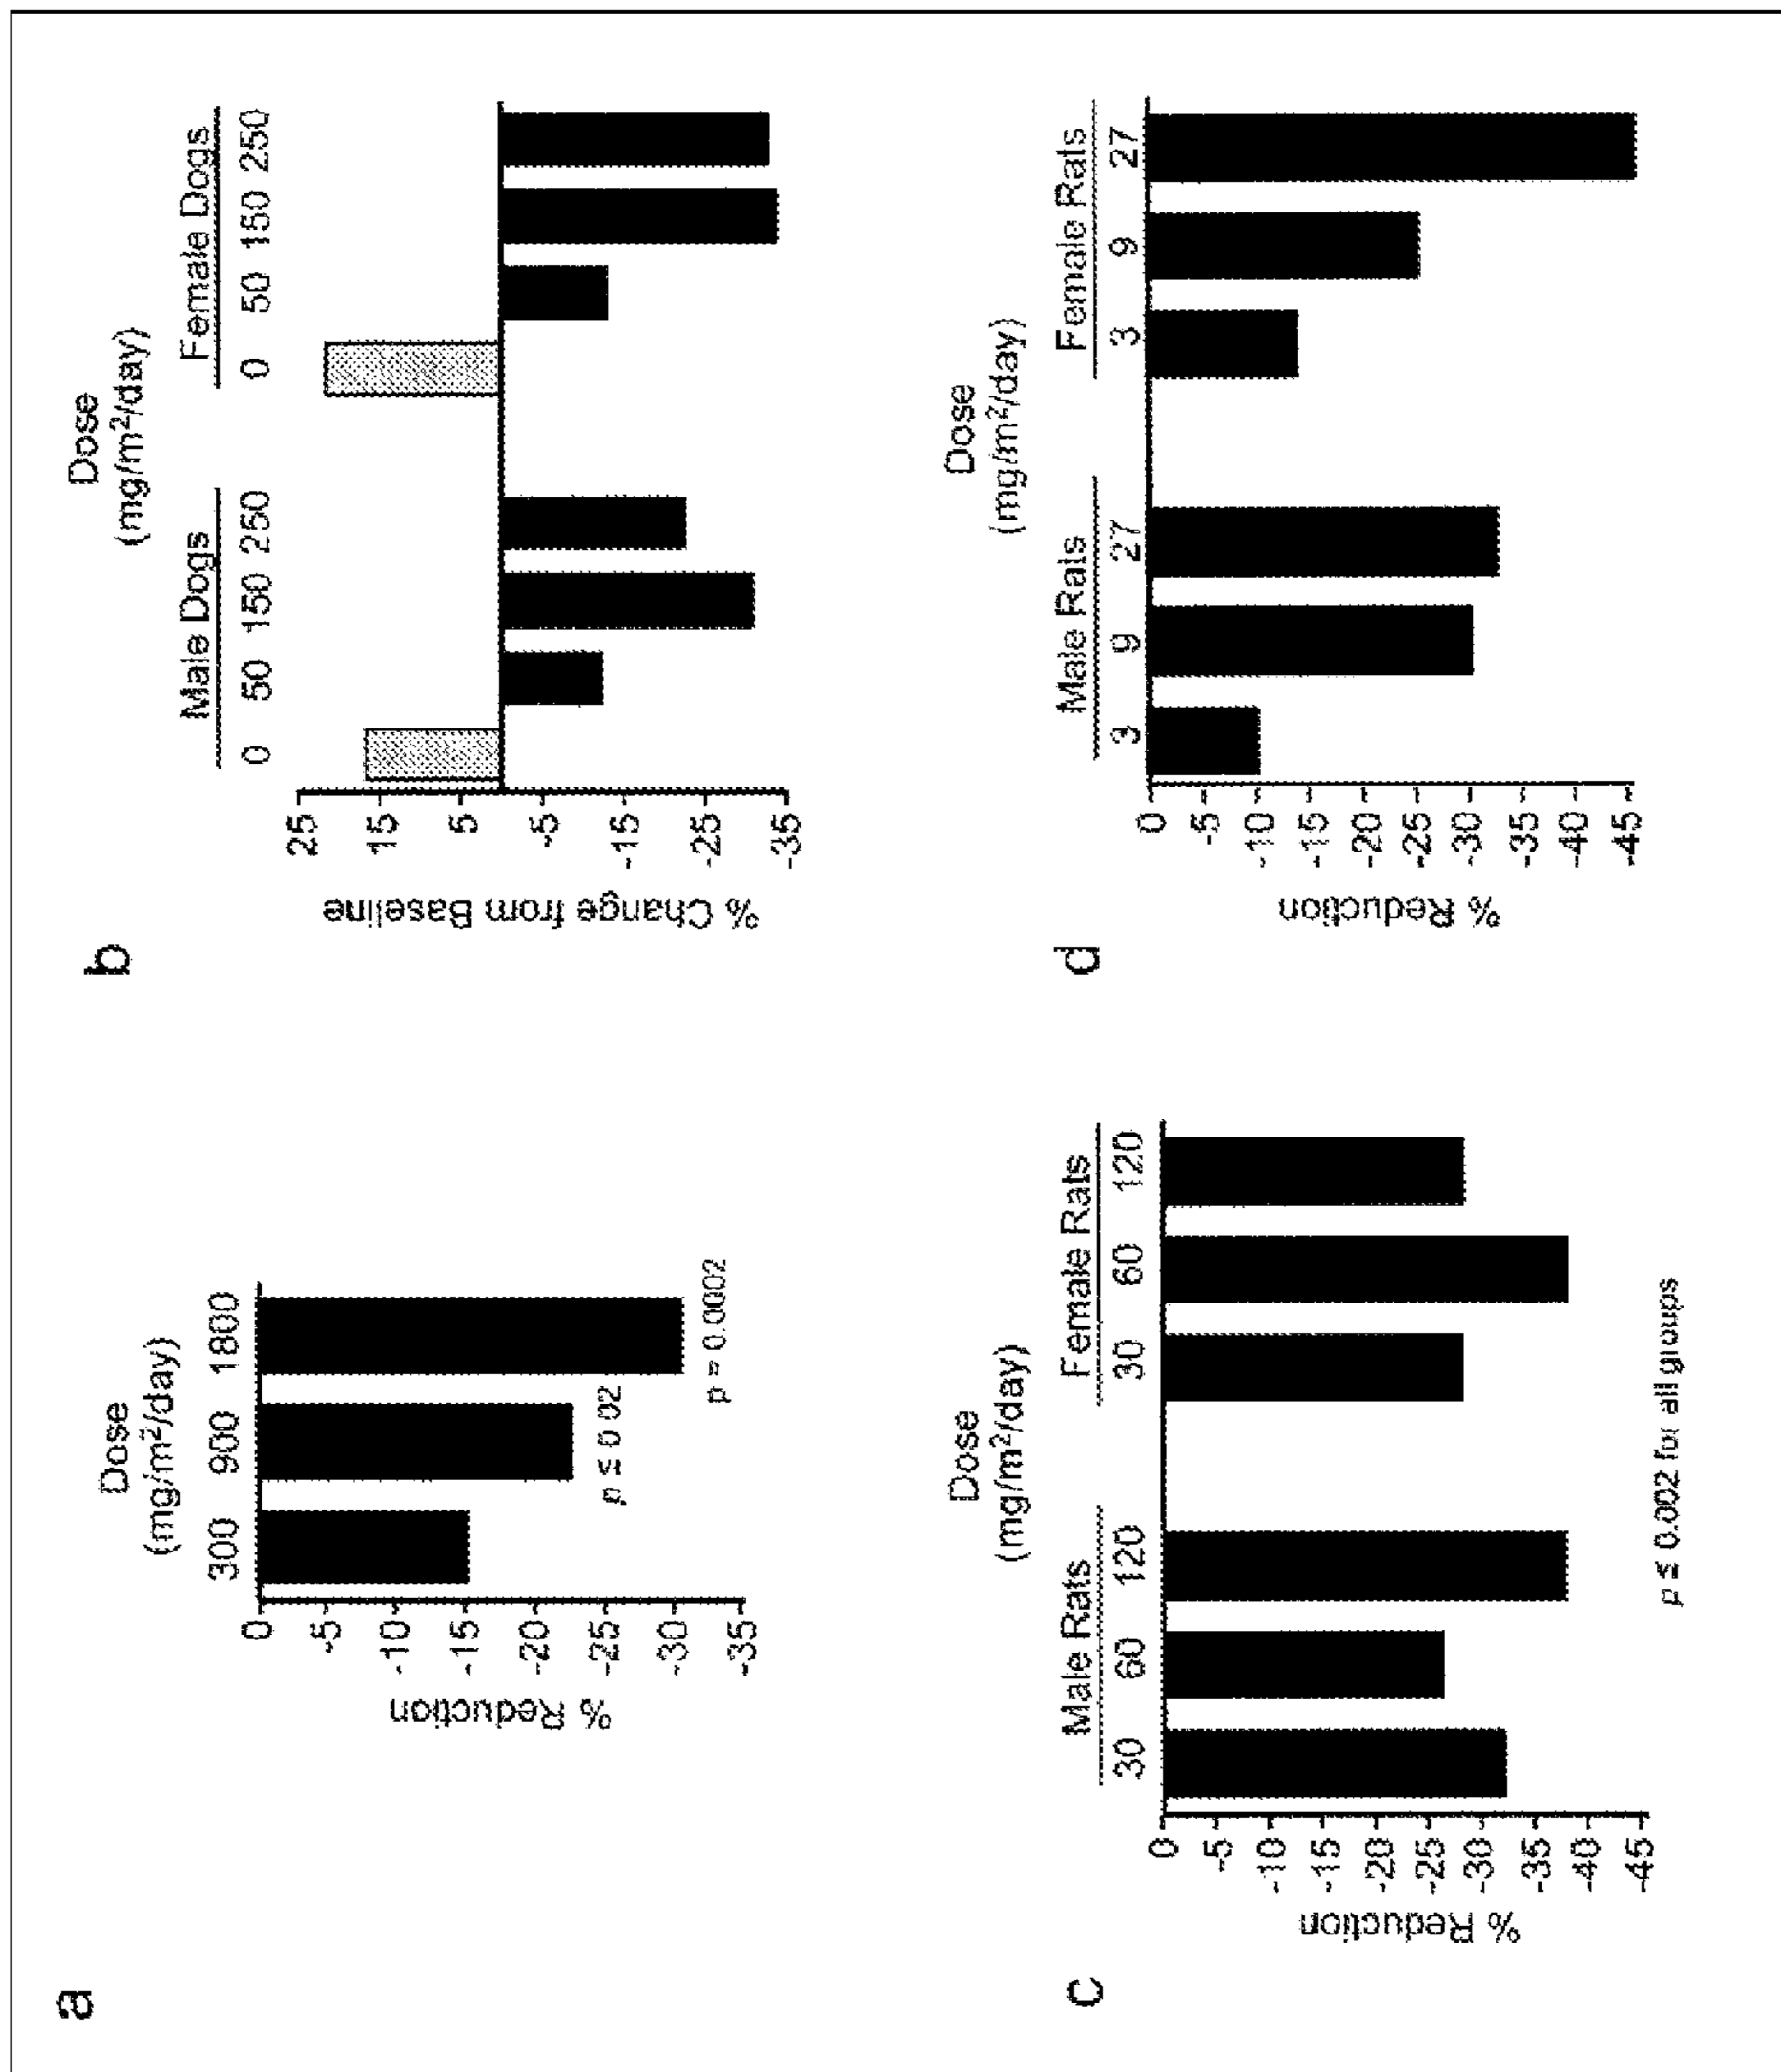 a
Dose
(mg/m²/day)
300 900 1800
0
-5
-10
-15
-20
-25
-30
-35
% Reduction
p ≤ 0 02
p = 0.0002
b
Dose
(mg/m²/day)
Male Dogs Female Dogs
0 50 150 250 0 50 150 250
25
15
5
-5
-15
-25
-35
% Change from Baseline
c
Dose
(mg/m²/day)
Male Rats Female Rats
30 60 120 30 60 120
0
-5
-10
-15
-20
-25
-30
-35
-40
-45
% Reduction
p ≤ 0.002 for all groups
d
Dose
(mg/m²/day)
Male Rats Female Rats
3 9 27 3 9 27
0
-5
-10
-15
-20
-25
-30
-35
-40
-45
% Reduction